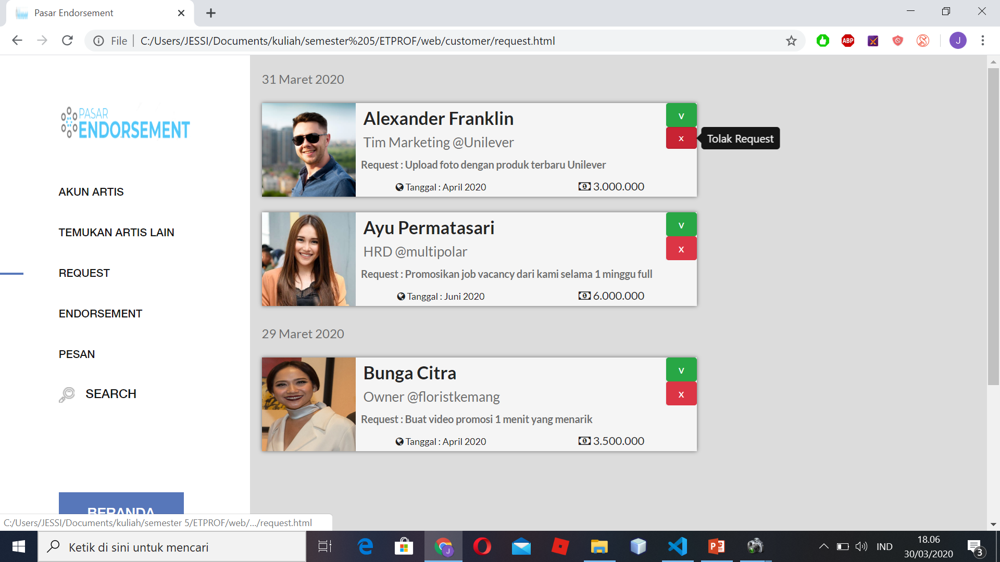 Pasar Endorsement
File
C:/Users/JESSI/Documents/kuliah/semester%205/ETPROF/web/customer/request.html
ABP
J
PASAR
ENDORSEMENT
AKUN ARTIS
TEMUKAN ARTIS LAIN
REQUEST
ENDORSEMENT
PESAN
SEARCH
BERANDA
31 Maret 2020
Alexander Franklin
V
Tim Marketing @Unilever
x
Tolak Request
Request : Upload foto dengan produk terbaru Unilever
Tanggal : April 2020
3.000.000
Ayu Permatasari
V
HRD @multipolar
X
Request : Promosikan job vacancy dari kami selama 1 minggu full
Tanggal : Juni 2020
6.000.000
29 Maret 2020
Bunga Citra
V
Owner @floristkemang
X
Request : Buat video promosi 1 menit yang menarik
Tanggal : April 2020
3.500.000
C:/Users/JESSI/Documents/kuliah/semester 5/ETPROF/web/.../request.html
Ketik di sini untuk mencari
J
IND
18.06
30/03/2020
3